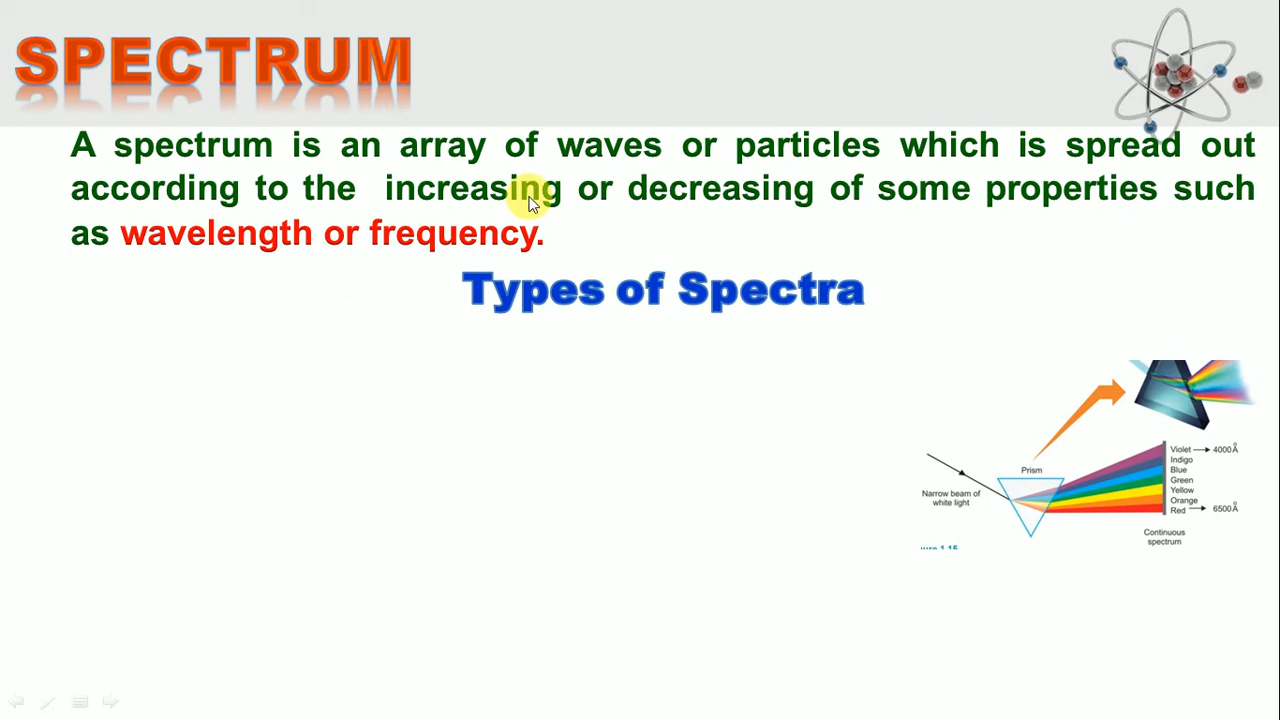 SPECTRUM
A spectrum is an array of waves or particles which is spread out
according to the increasing or decreasing of some properties such
as wavelength or frequency.
Types of Spectra
Prism
Narrow beam of
white light
Violet → 4000Å
Indigo
Blue
Green
Yellow
Orange
Red → 6500Å
Continuous
spectrum